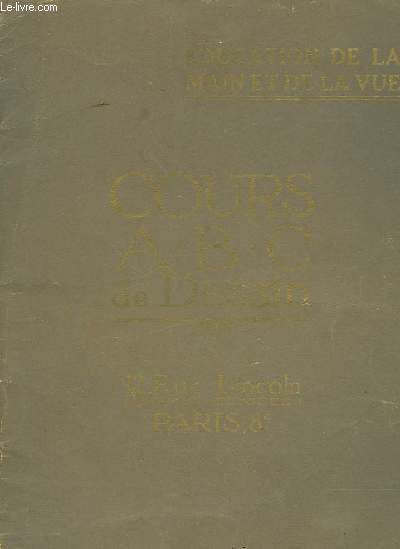 www.le-livre.com
EDUCATION DE LA
MAIN ET DE LA VUE
COURS
A.B.C
de Dessin
12, Rue Lincoln
PARIS, 8e